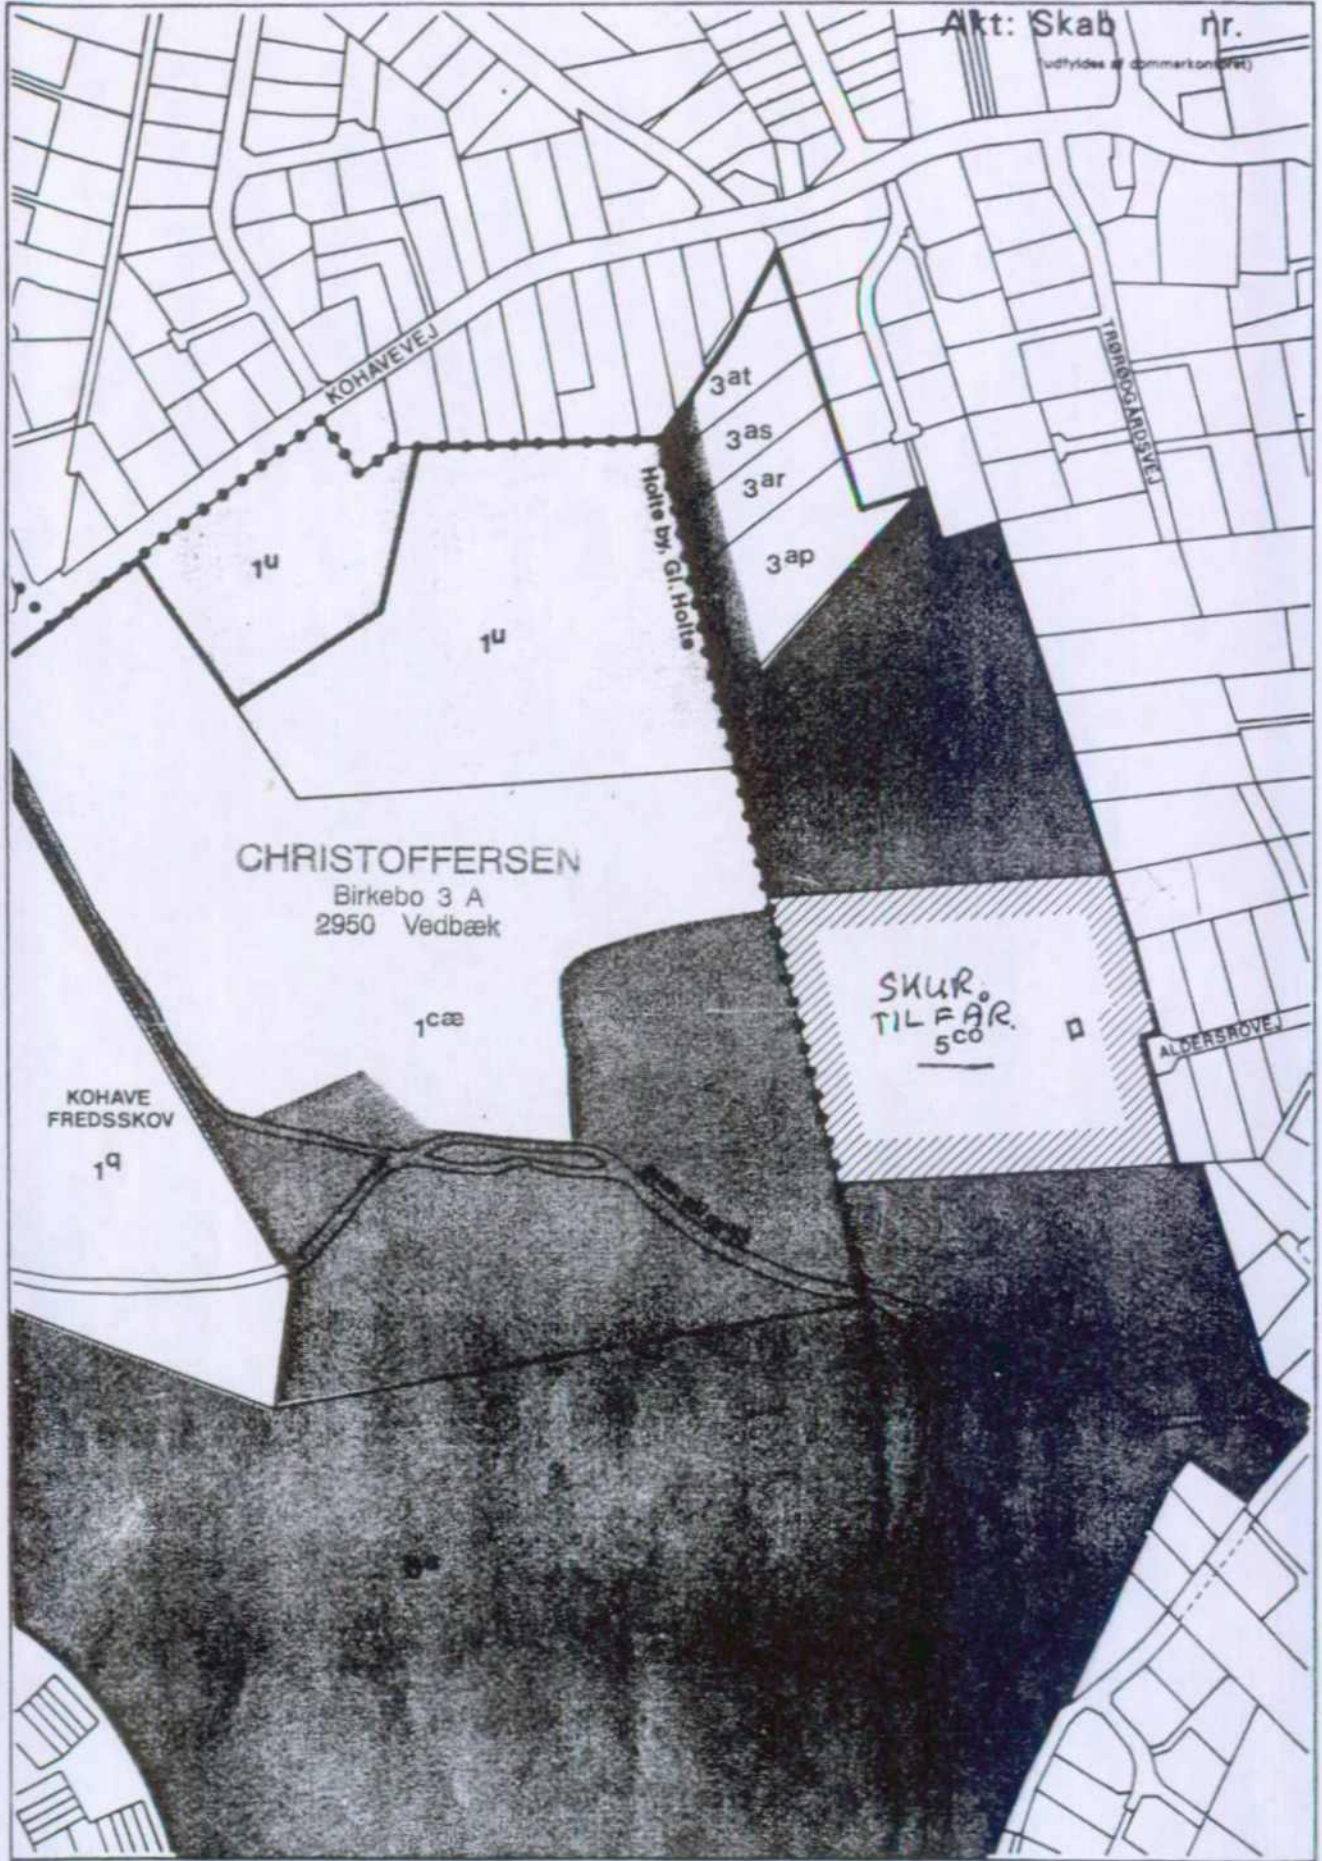 Akt: Skab nr.
(udfyldes af dommerkontoret)
KOHAVEVEJ
TRØRØDGÅRDSVEJ
3at
3as
3ar
3ap
Holte by, Gl. Holte
1u
1u
CHRISTOFFERSEN
Birkebo 3 A
2950 Vedbæk
1cæ
SKUR.
TIL FÅR.
5co
ALDERSROVEJ
KOHAVE
FREDSSKOV
1q